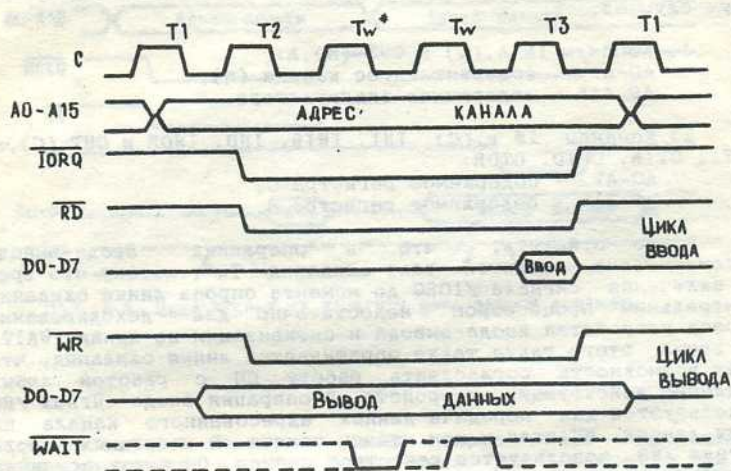 T1 T2 Tw* Tw T3 T1
C
A0-A15 АДРЕС КАНАЛА
IORQ
RD
ЦИКЛ ВВОДА
D0-D7 ВВОД
WR
ЦИКЛ ВЫВОДА
D0-D7 ВЫВОД ДАННЫХ
WAIT